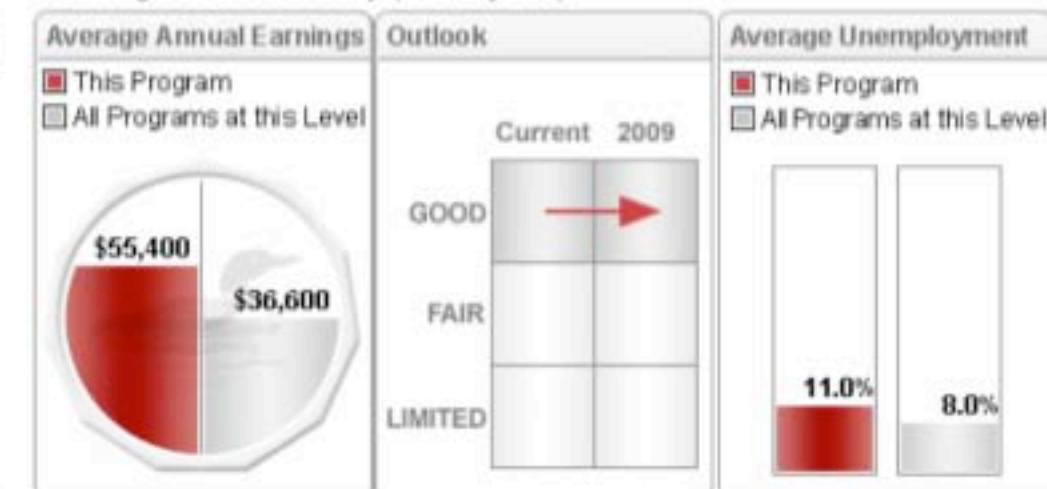 Average Annual Earnings
This Program
All Programs at this Level
$55,400
$36,600
Outlook
Current 2009
GOOD
FAIR
LIMITED
Average Unemployment
This Program
All Programs at this Level
11.0%
8.0%